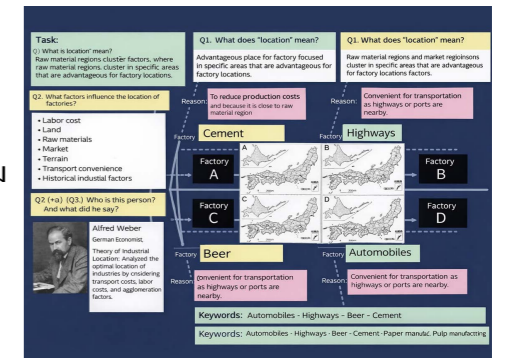 Task:
Q) What is location" mean?
Raw material regions cluster factors, where
raw material regions. cluster in specific areas
that are advantageous for factory locations.
Q1. What does "location" mean?
Advantageous place for factory focused
in specific areas that are advantageous for
factory locations.
Q1. What does "location" mean?
Raw material regions and market regioinsons
cluster in specific areas that are advantageous for
factory locations factors.
Q2. What factors influence the location of
factories?
• Labor cost
• Land
• Raw materials
• Market
• Terrain
• Transport convenience
• Historical industial factors
Reason:
To reduce production costs
and because it is close to raw
material region
Reason:
Convenient for transportation
as highways or ports are
nearby.
Factory
Cement
Factory
Highways
Factory
A
A
B
Factory
B
Factory
C
C
D
Factory
D
Q2 (+α) (Q3.) Who is this person?
And what did he say?
Alfred Weber
German Economist,
Theory of Industrial
Location: Analyzed the
optimal location of
industries by cnsidering
transport costs, labor
costs, and agglomeration
factors.
Factory
Beer
Factory
Automobiles
Reason:
Convenient for transportation
as highways or ports are
nearby.
Reason:
Convenient for transportation as
highways or ports are nearby.
Keywords: Automobiles - Highways - Beer - Cement
Keywords: Automobiles - Highways - Beer - Cement - Paper